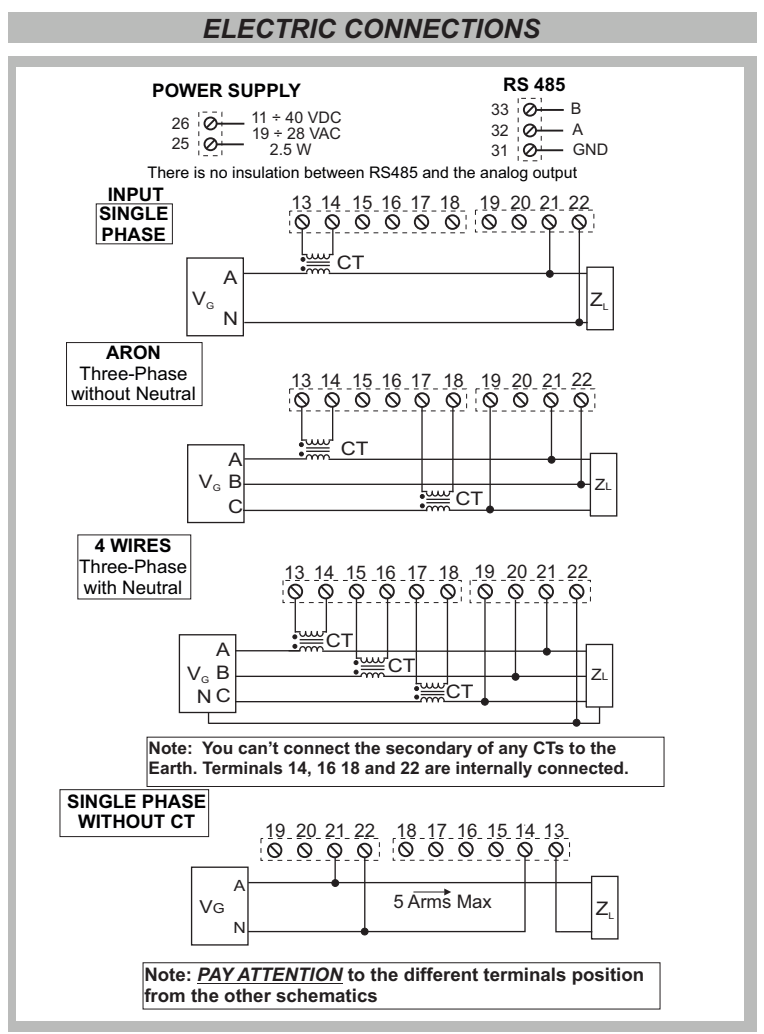 ELECTRIC CONNECTIONS
POWER SUPPLY
26
25
11 ÷ 40 VDC
19 ÷ 28 VAC
2.5 W
RS 485
33 B
32 A
31 GND
There is no insulation between RS485 and the analog output
INPUT
SINGLE
PHASE
13 14 15 16 17 18 19 20 21 22
CT
A
VG
N
ZL
ARON
Three-Phase
without Neutral
13 14 15 16 17 18 19 20 21 22
CT
A
VG B
C
CT
ZL
4 WIRES
Three-Phase
with Neutral
13 14 15 16 17 18 19 20 21 22
CT
A
CT
VG B
N C
CT
ZL
Note: You can't connect the secondary of any CTs to the
Earth. Terminals 14, 16 18 and 22 are internally connected.
SINGLE PHASE
WITHOUT CT
19 20 21 22 18 17 16 15 14 13
A
VG
N
5 Arms Max
ZL
Note: PAY ATTENTION to the different terminals position
from the other schematics